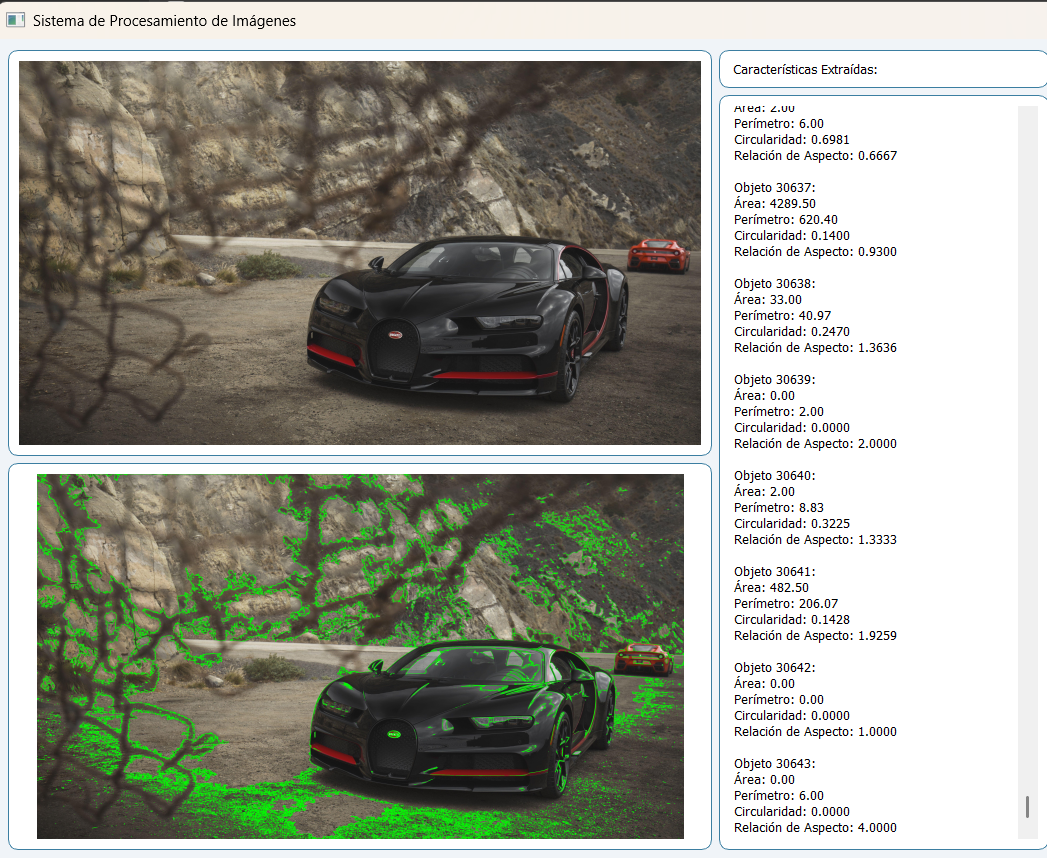 Sistema de Procesamiento de Imágenes
Características Extraídas:
Área: 2.00
Perímetro: 6.00
Circularidad: 0.6981
Relación de Aspecto: 0.6667
Objeto 30637:
Área: 4289.50
Perímetro: 620.40
Circularidad: 0.1400
Relación de Aspecto: 0.9300
Objeto 30638:
Área: 33.00
Perímetro: 40.97
Circularidad: 0.2470
Relación de Aspecto: 1.3636
Objeto 30639:
Área: 0.00
Perímetro: 2.00
Circularidad: 0.0000
Relación de Aspecto: 2.0000
Objeto 30640:
Área: 2.00
Perímetro: 8.83
Circularidad: 0.3225
Relación de Aspecto: 1.3333
Objeto 30641:
Área: 482.50
Perímetro: 206.07
Circularidad: 0.1428
Relación de Aspecto: 1.9259
Objeto 30642:
Área: 0.00
Perímetro: 0.00
Circularidad: 0.0000
Relación de Aspecto: 1.0000
Objeto 30643:
Área: 0.00
Perímetro: 6.00
Circularidad: 0.0000
Relación de Aspecto: 4.0000